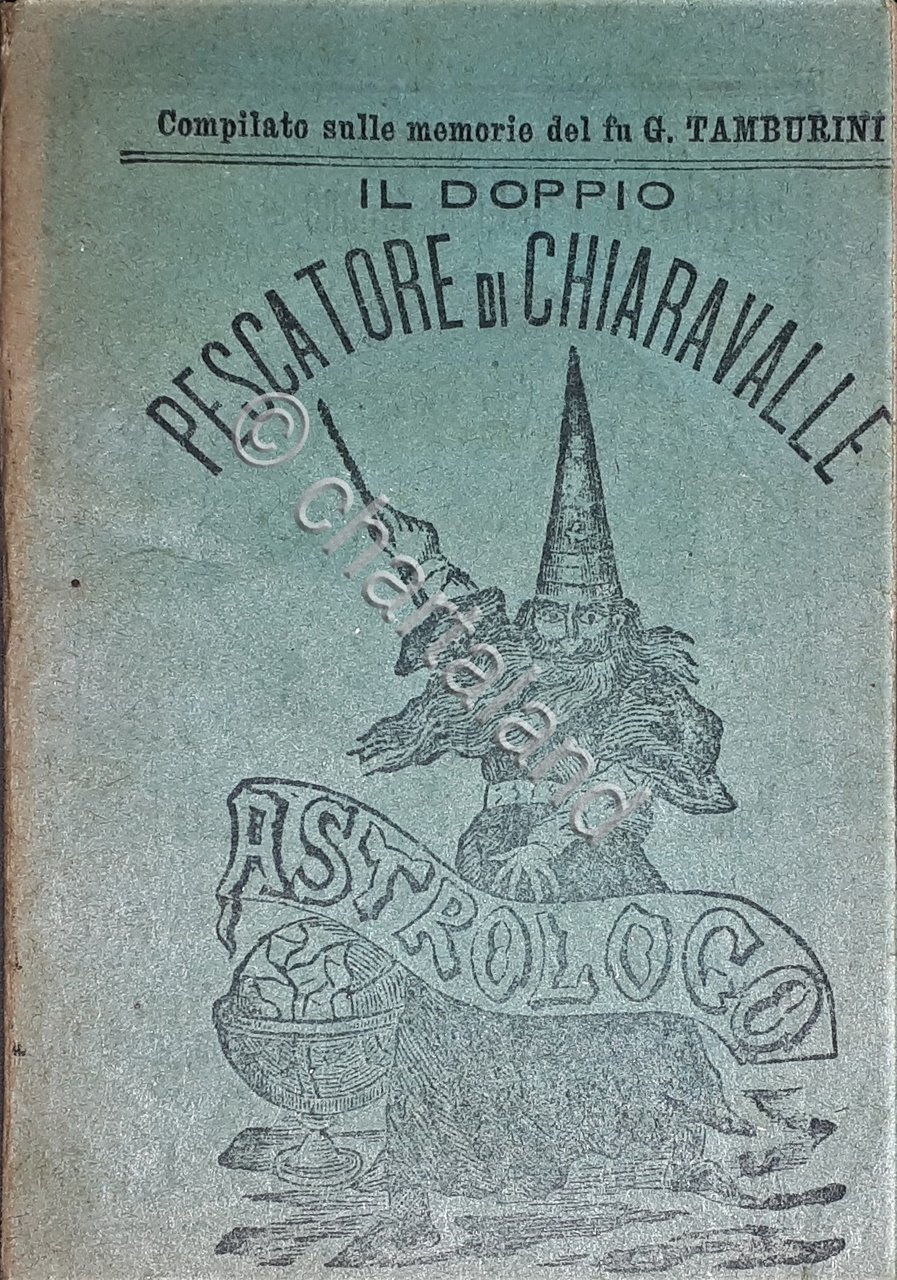 Compilato sulle memorie del fu G. TAMBURINI
IL DOPPIO
PESCATORE DI CHIARAVALLE
ASTROLOGO
© chartaland